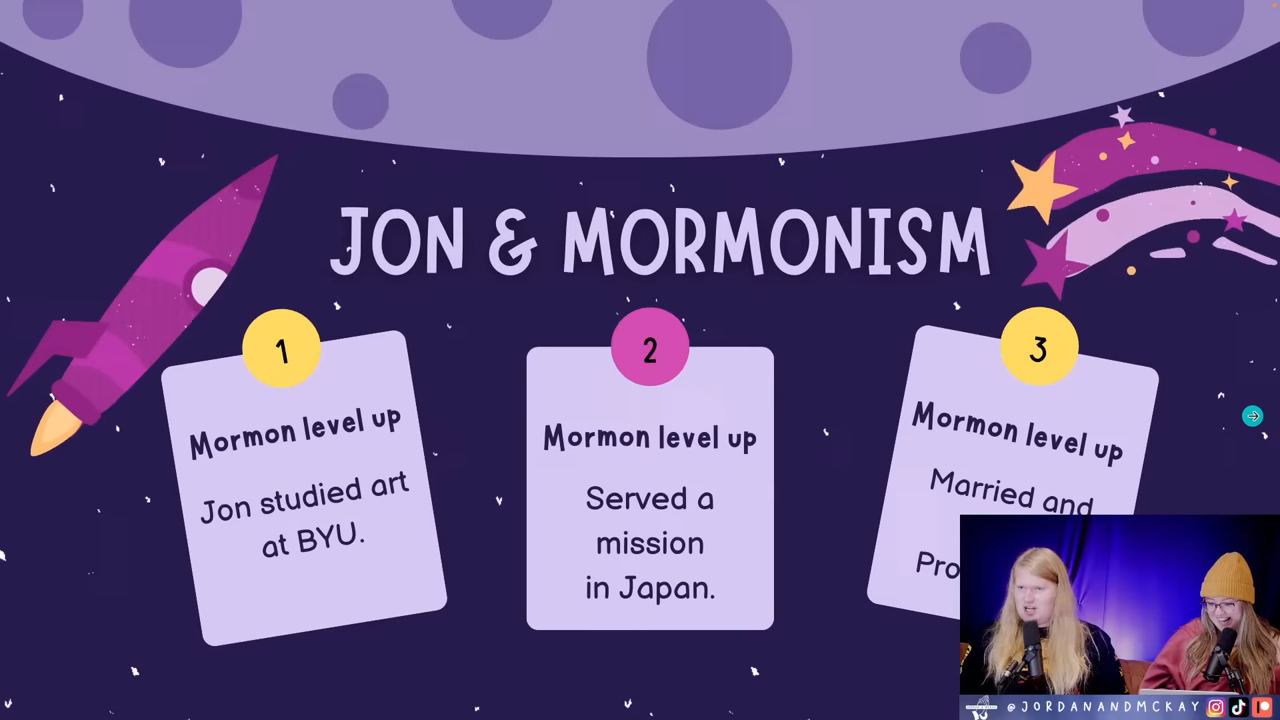 JON & MORMONISM
1
Mormon level up
Jon studied art
at BYU.
2
Mormon level up
Served a
mission
in Japan.
3
Mormon level up
Married and
@JORDANANDMCKAY